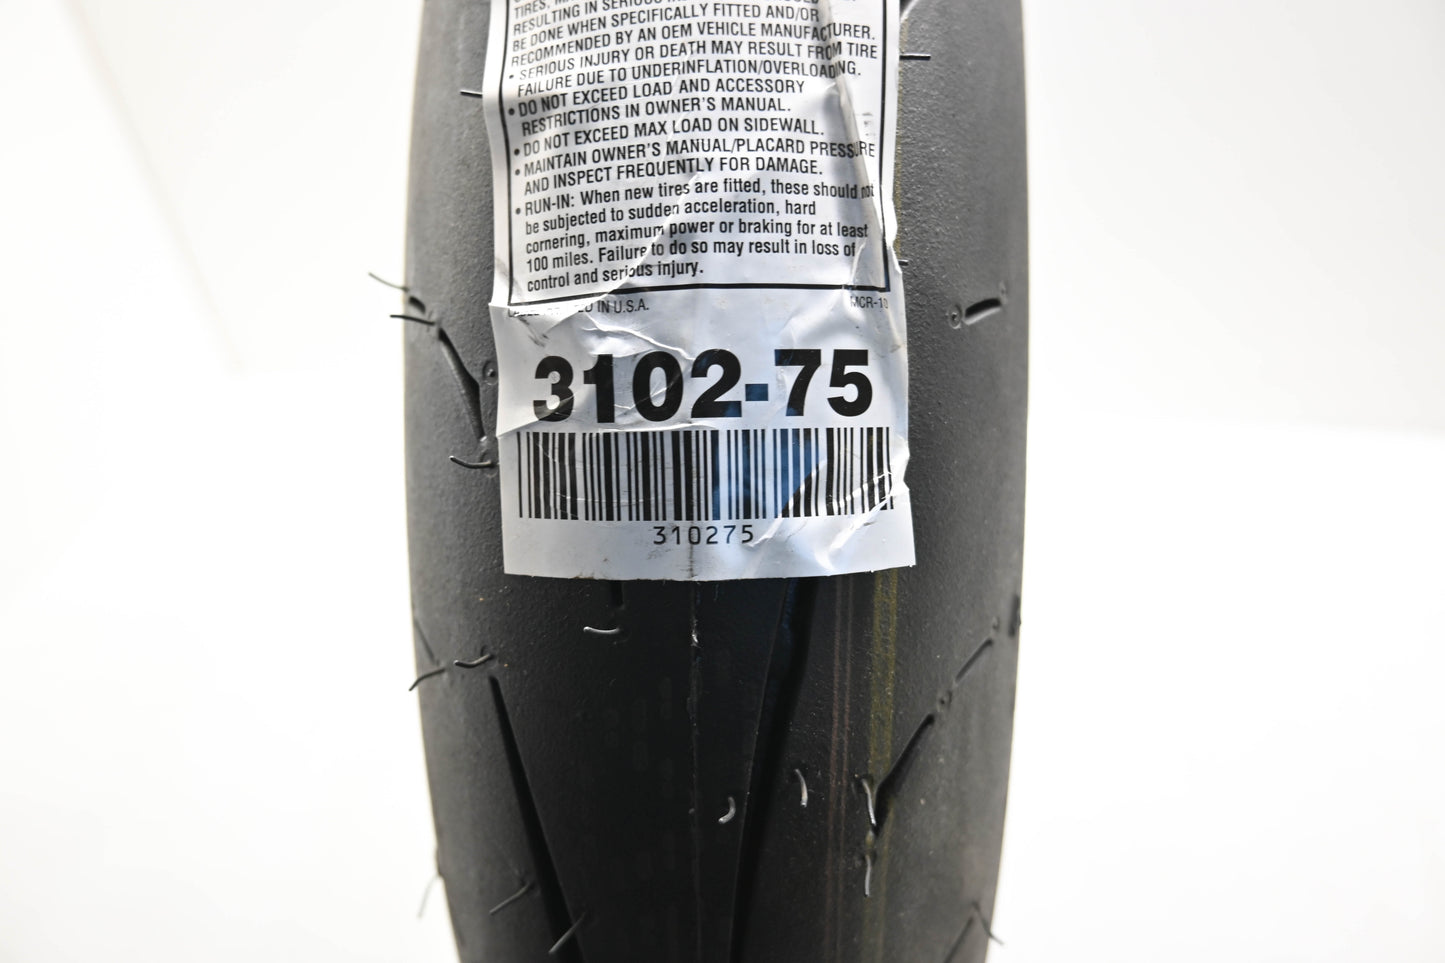 RESULTING IN SERIOUS
BE DONE WHEN SPECIFICALLY FITTED AND/OR
RECOMMENDED BY AN OEM VEHICLE MANUFACTURER.
• SERIOUS INJURY OR DEATH MAY RESULT FROM TIRE
FAILURE DUE TO UNDERINFLATION/OVERLOADING.
• DO NOT EXCEED LOAD AND ACCESSORY
RESTRICTIONS IN OWNER'S MANUAL.
• DO NOT EXCEED MAX LOAD ON SIDEWALL.
• MAINTAIN OWNER'S MANUAL/PLACARD PRESSURE
AND INSPECT FREQUENTLY FOR DAMAGE.
• RUN-IN: When new tires are fitted, these should not
be subjected to sudden acceleration, hard
cornering, maximum power or braking for at least
100 miles. Failure to do so may result in loss of
control and serious injury.
IN U.S.A. MCR-10
3102-75
310275